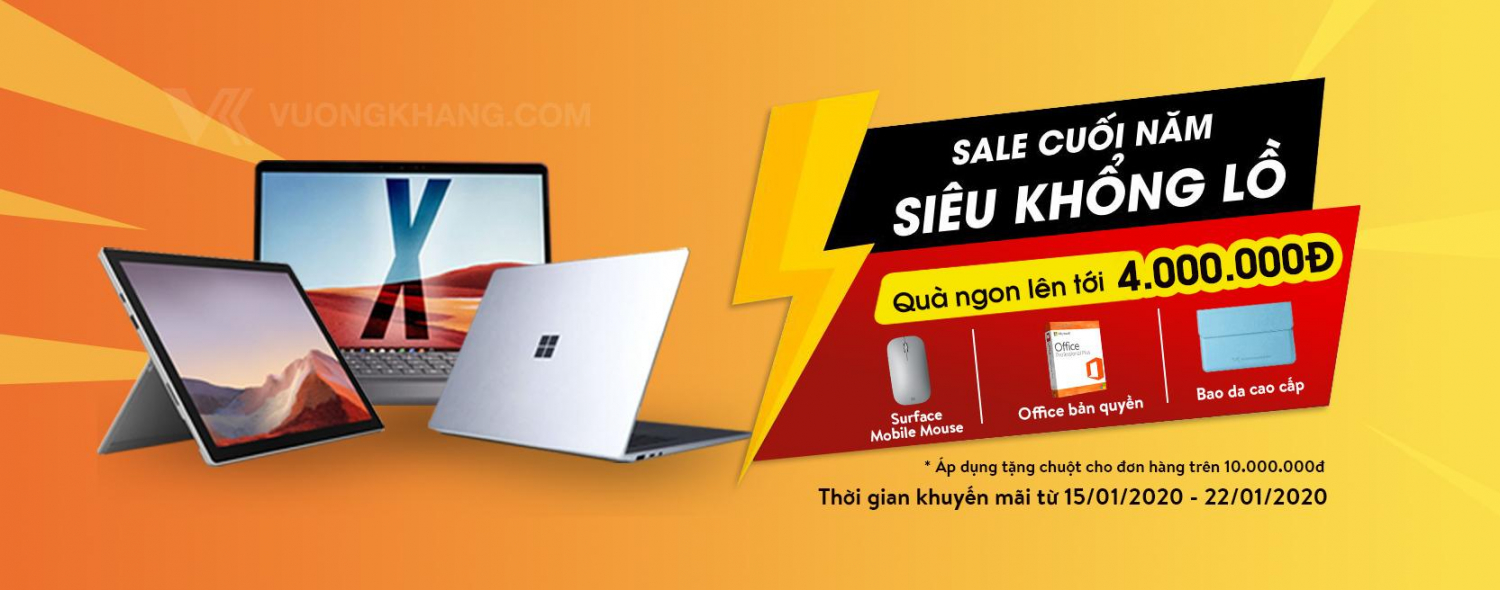 VUONGKHANG.COM
SALE CUỐI NĂM
SIÊU KHỔNG LỒ
Quà ngon lên tới 4.000.000Đ
Office
Surface
Mobile Mouse
Office bản quyền
Bao da cao cấp
* Áp dụng tặng chuột cho đơn hàng trên 10.000.000đ
Thời gian khuyến mãi từ 15/01/2020 - 22/01/2020